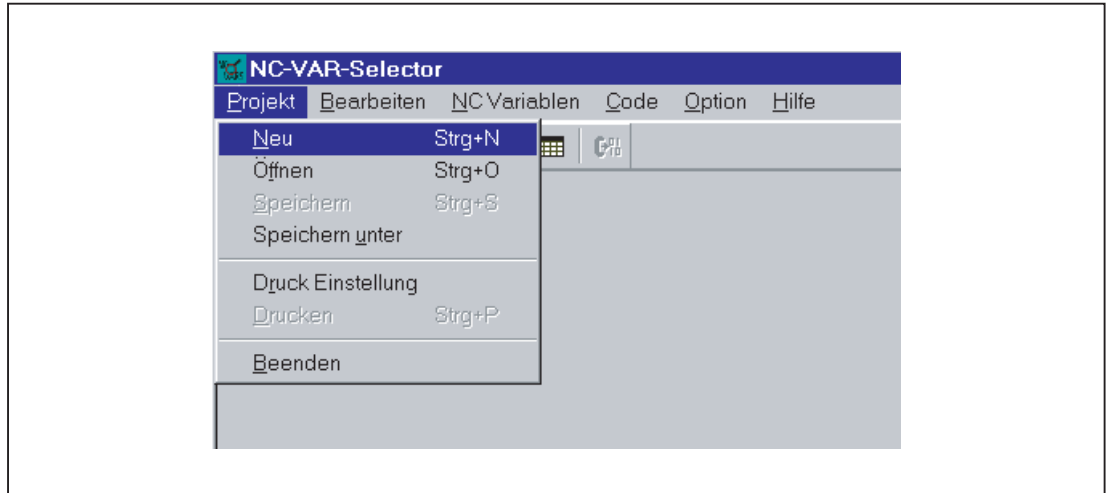 NC-VAR-Selector
Projekt Bearbeiten NC Variablen Code Option Hilfe
Neu Strg+N
Öffnen Strg+O
Speichern Strg+S
Speichern unter
Druck Einstellung
Drucken Strg+P
Beenden